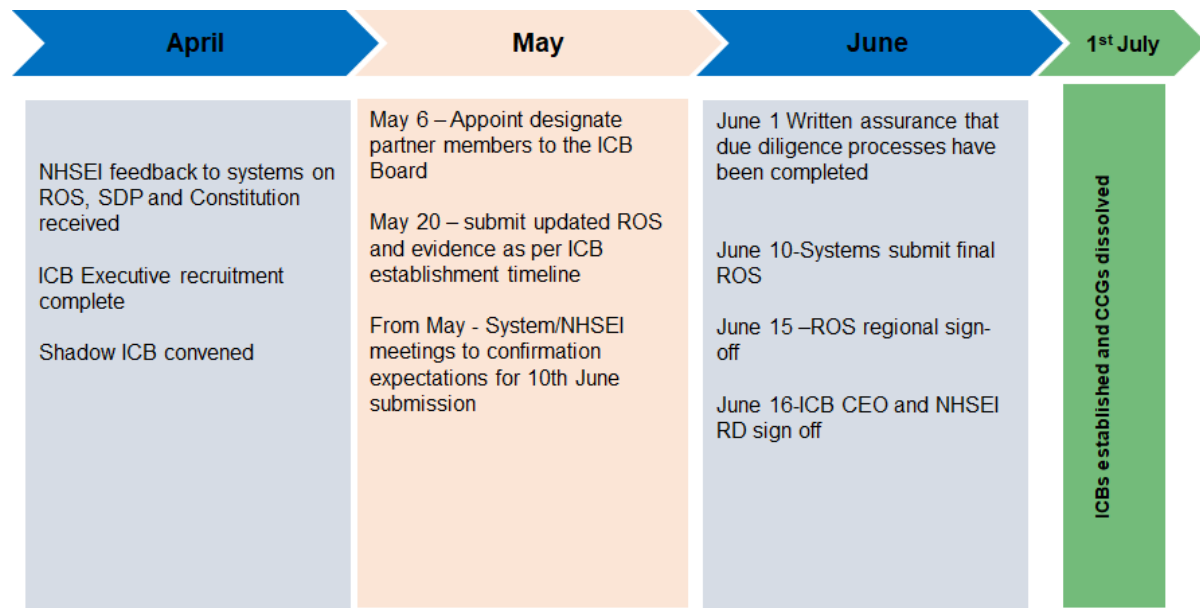 April
May
June
1st July
NHSEI feedback to systems on
ROS, SDP and Constitution
received
ICB Executive recruitment
complete
Shadow ICB convened
May 6 – Appoint designate
partner members to the ICB
Board
May 20 – submit updated ROS
and evidence as per ICB
establishment timeline
From May - System/NHSEI
meetings to confirmation
expectations for 10th June
submission
June 1 Written assurance that
due diligence processes have
been completed
June 10-Systems submit final
ROS
June 15 –ROS regional sign-
off
June 16-ICB CEO and NHSEI
RD sign off
ICBs established and CCGs dissolved